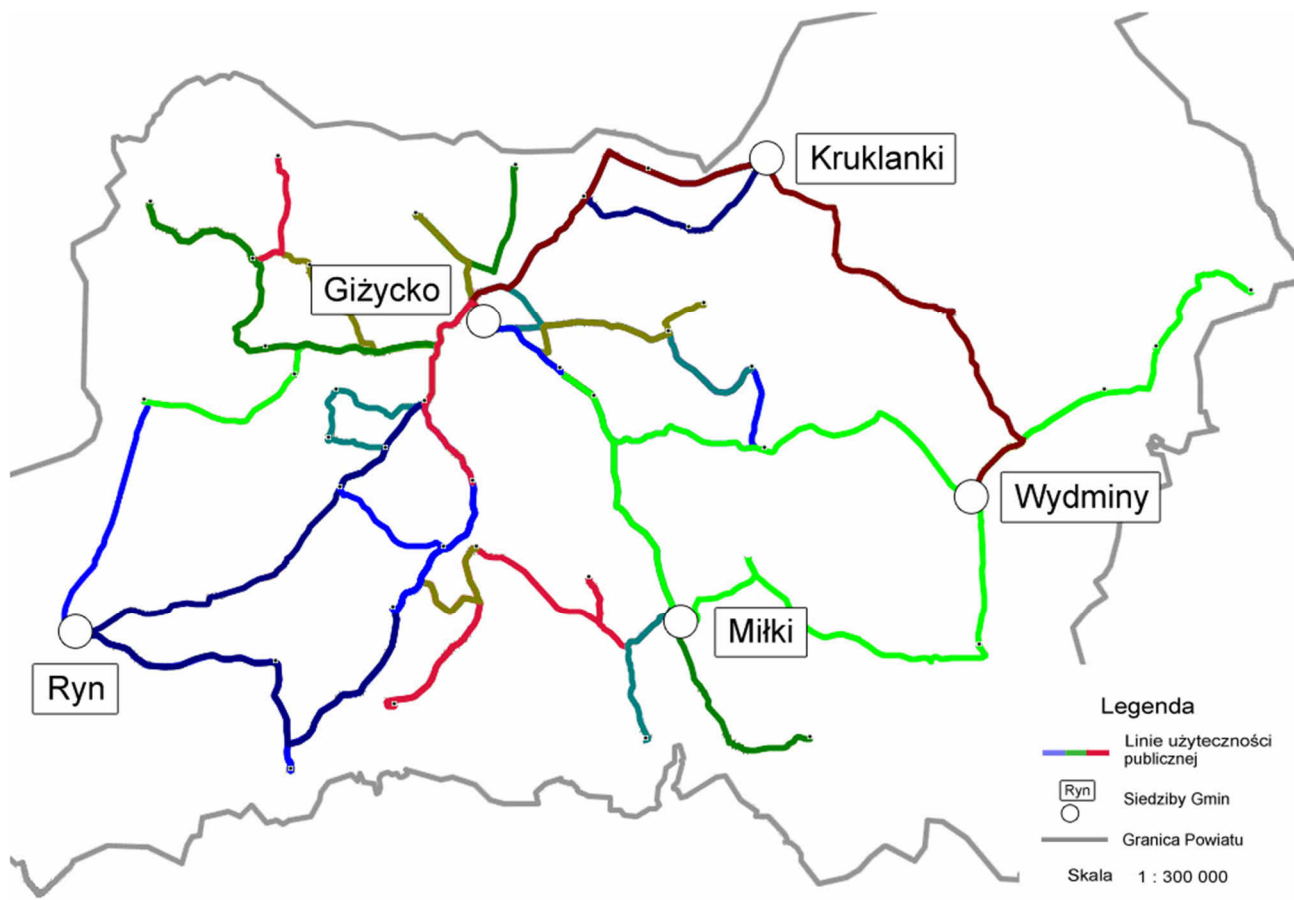 Kruklanki
Giżycko
Wydminy
Miłki
Ryn
Legenda
Linie użyteczności
publicznej
Ryn
Siedziby Gmin
Granica Powiatu
Skala 1 : 300 000